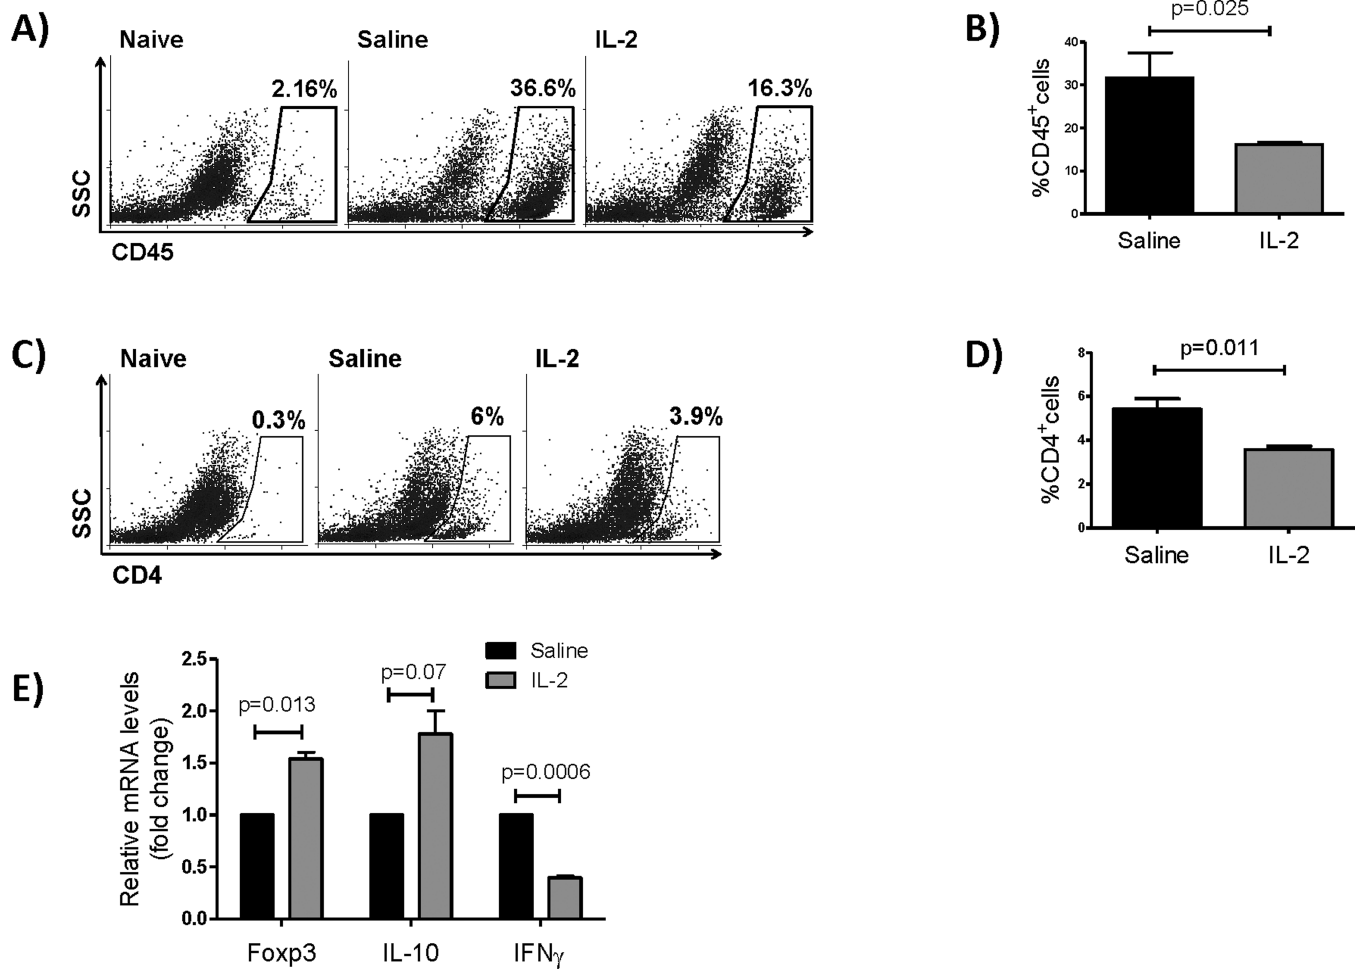 A)
Naive
Saline
IL-2
2.16%
36.6%
16.3%
SSC
CD45
B)
p=0.025
%CD45+cells
40
30
20
10
0
Saline
IL-2
C)
Naive
Saline
IL-2
0.3%
6%
3.9%
SSC
CD4
D)
p=0.011
%CD4+cells
8
6
4
2
0
Saline
IL-2
E)
Saline
IL-2
Relative mRNA levels
(fold change)
2.5
2.0
1.5
1.0
0.5
0.0
p=0.013
p=0.07
p=0.0006
Foxp3
IL-10
IFNγ